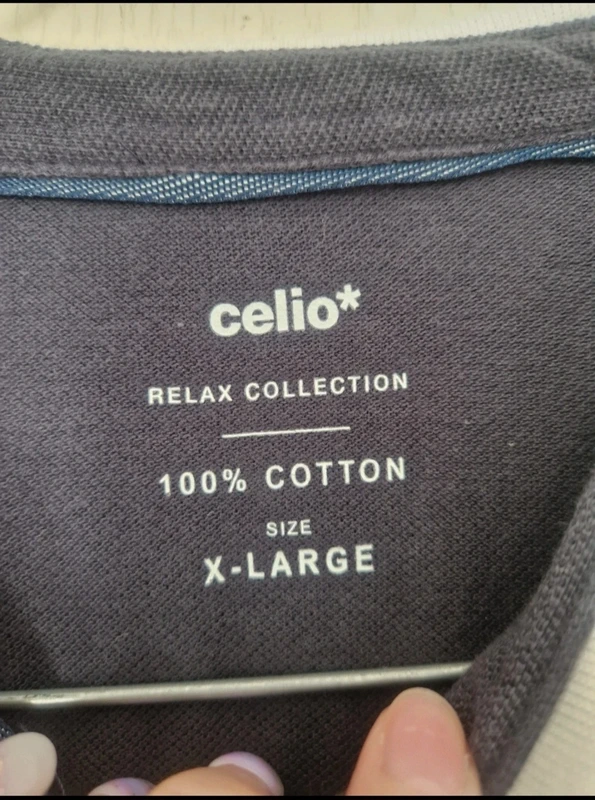 celio*
RELAX COLLECTION
100% COTTON
SIZE
X-LARGE